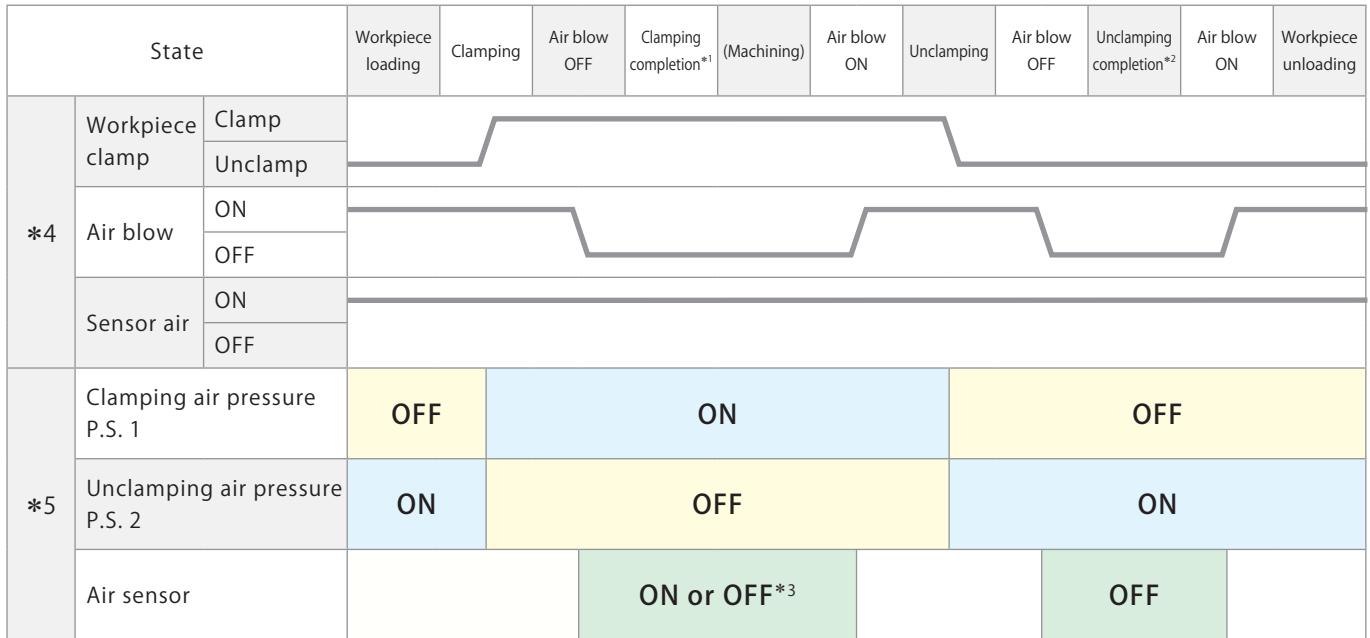 State
Workpiece
loading
Clamping
Air blow
OFF
Clamping
completion*1
(Machining)
Air blow
ON
Unclamping
Air blow
OFF
Unclamping
completion*2
Air blow
ON
Workpiece
unloading
*4
Workpiece
clamp
Clamp
Unclamp
Air blow
ON
OFF
Sensor air
ON
OFF
*5
Clamping air pressure
P.S. 1
OFF
ON
OFF
Unclamping air pressure
P.S. 2
ON
OFF
ON
Air sensor
ON or OFF*3
OFF